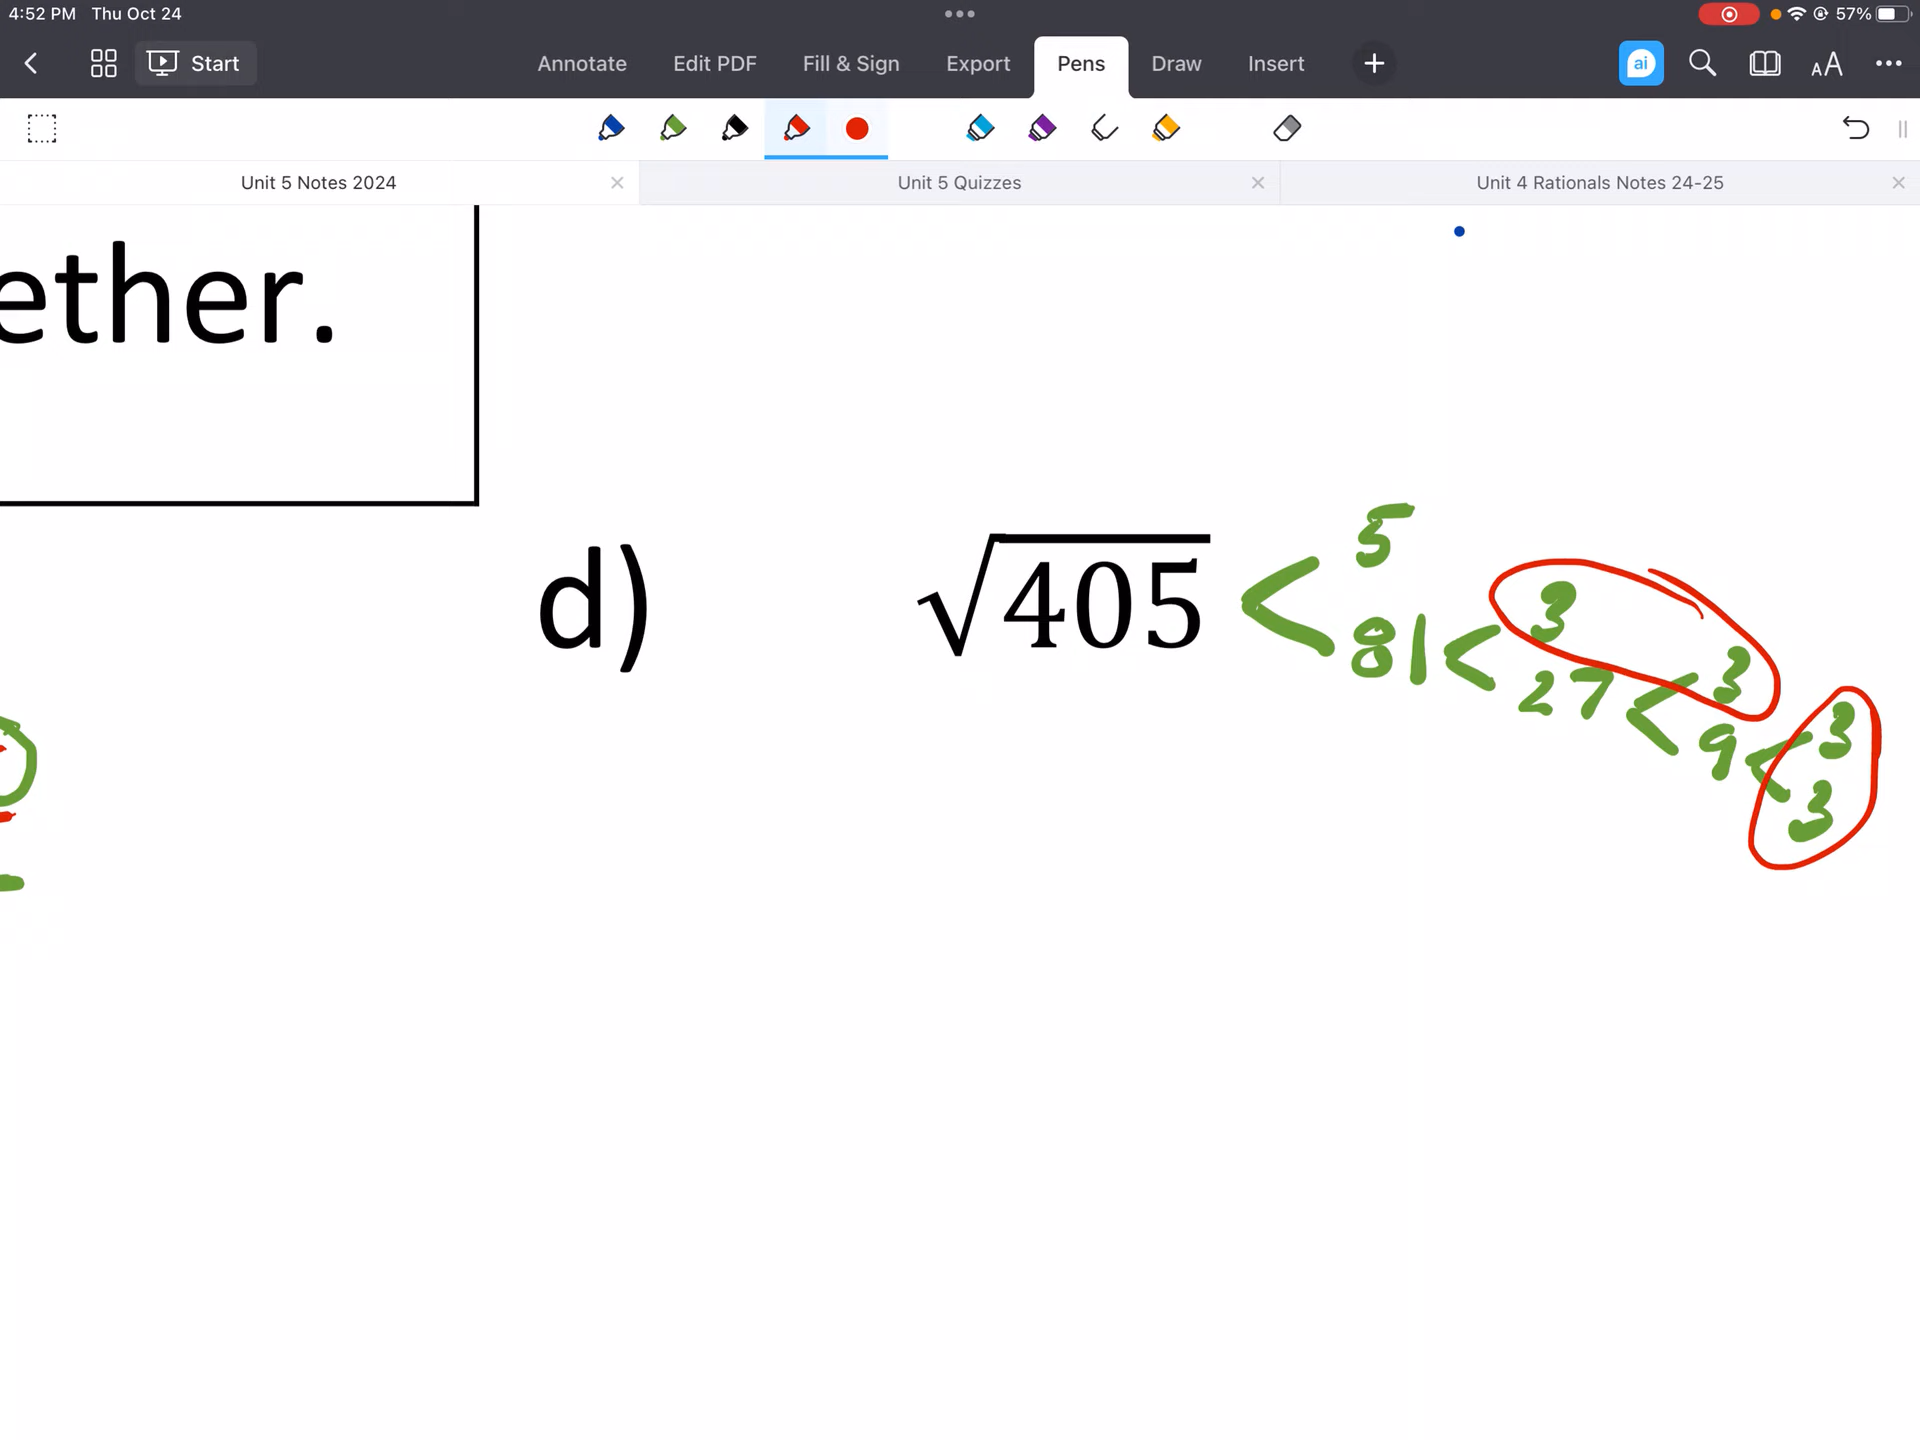 4:52 PM Thu Oct 24
57%
Start
Annotate Edit PDF Fill & Sign Export Pens Draw Insert
ai
AA
Unit 5 Notes 2024
Unit 5 Quizzes
Unit 4 Rationals Notes 24-25
ether.
d) √405 < 5
81 < 3
27 < 3
9 < 3
3